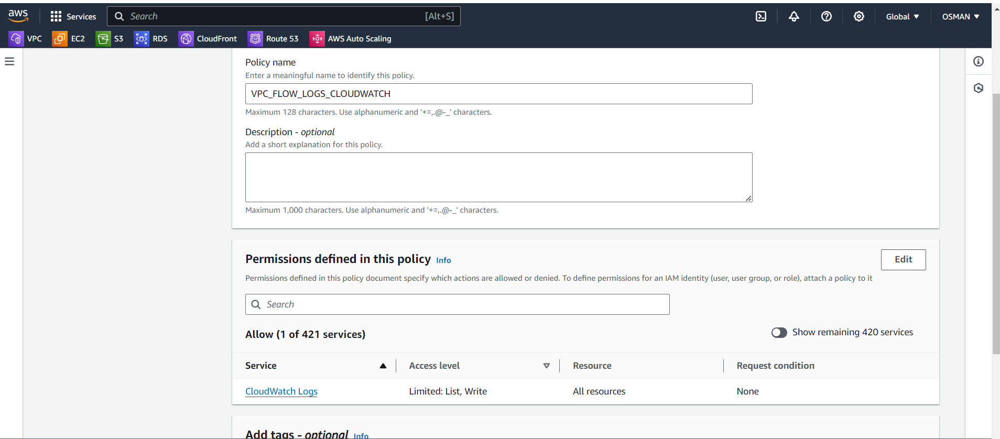 aws
Services
Search
[Alt+S]
Global
OSMAN
VPC
EC2
S3
RDS
CloudFront
Route 53
AWS Auto Scaling
Policy name
Enter a meaningful name to identify this policy.
VPC_FLOW_LOGS_CLOUDWATCH
Maximum 128 characters. Use alphanumeric and '+=,.@-_' characters.
Description - optional
Add a short explanation for this policy.
Maximum 1,000 characters. Use alphanumeric and '+=,.@-_' characters.
Permissions defined in this policy Info
Edit
Permissions defined in this policy document specify which actions are allowed or denied. To define permissions for an IAM identity (user, user group, or role), attach a policy to it
Search
Allow (1 of 421 services)
Show remaining 420 services
Service
Access level
Resource
Request condition
CloudWatch Logs
Limited: List, Write
All resources
None
Add tags - optional Info